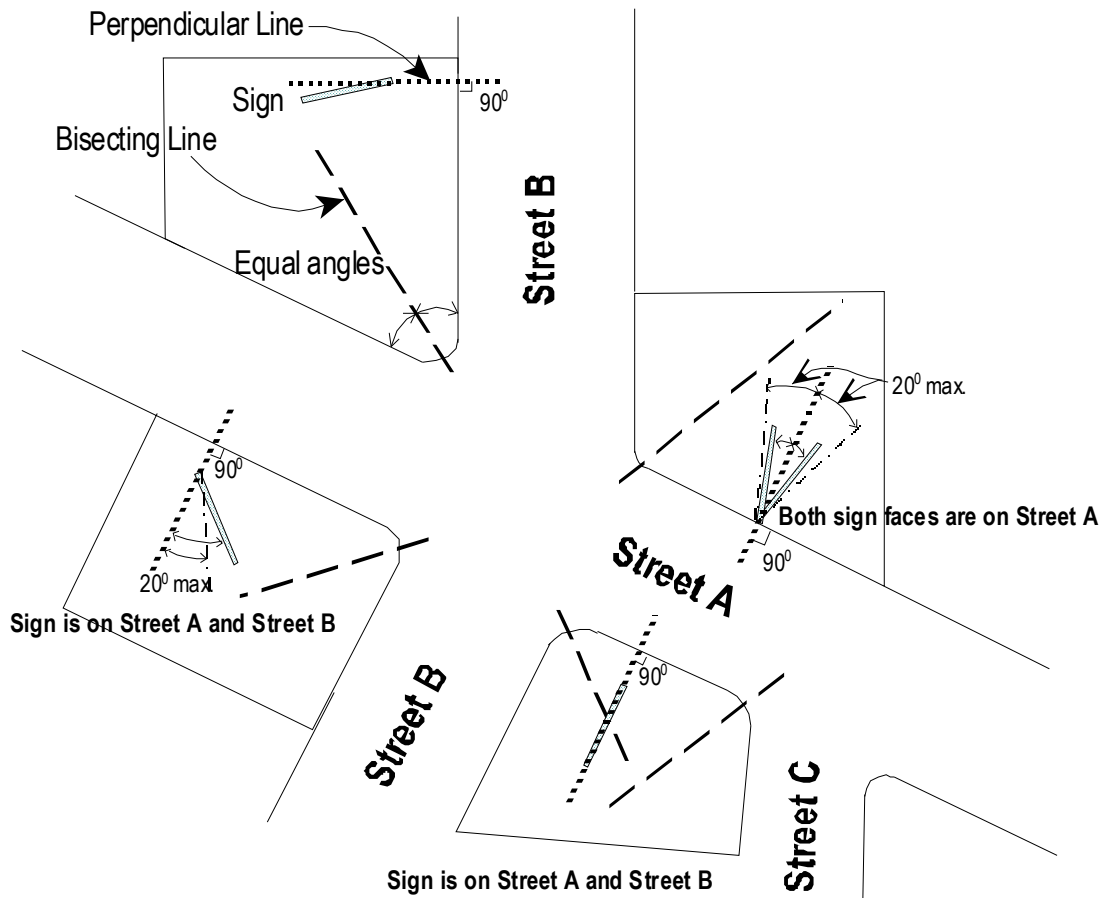 Perpendicular Line
Sign
90⁰
Bisecting Line
Street B
Equal angles
20⁰ max.
90⁰
Both sign faces are on Street A
90⁰
Street A
20⁰ max.
Sign is on Street A and Street B
90⁰
Street B
Street C
Sign is on Street A and Street B